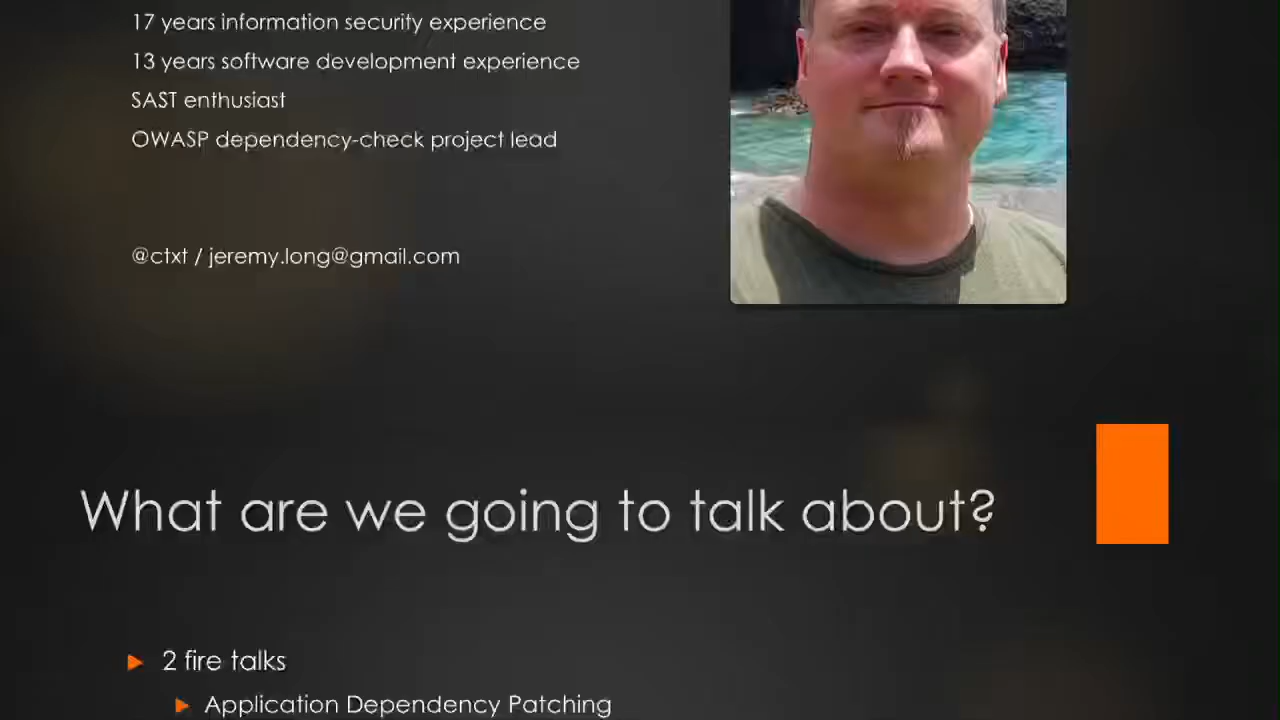 17 years information security experience
13 years software development experience
SAST enthusiast
OWASP dependency-check project lead
@ctxt / jeremy.long@gmail.com
What are we going to talk about?
2 fire talks
Application Dependency Patching